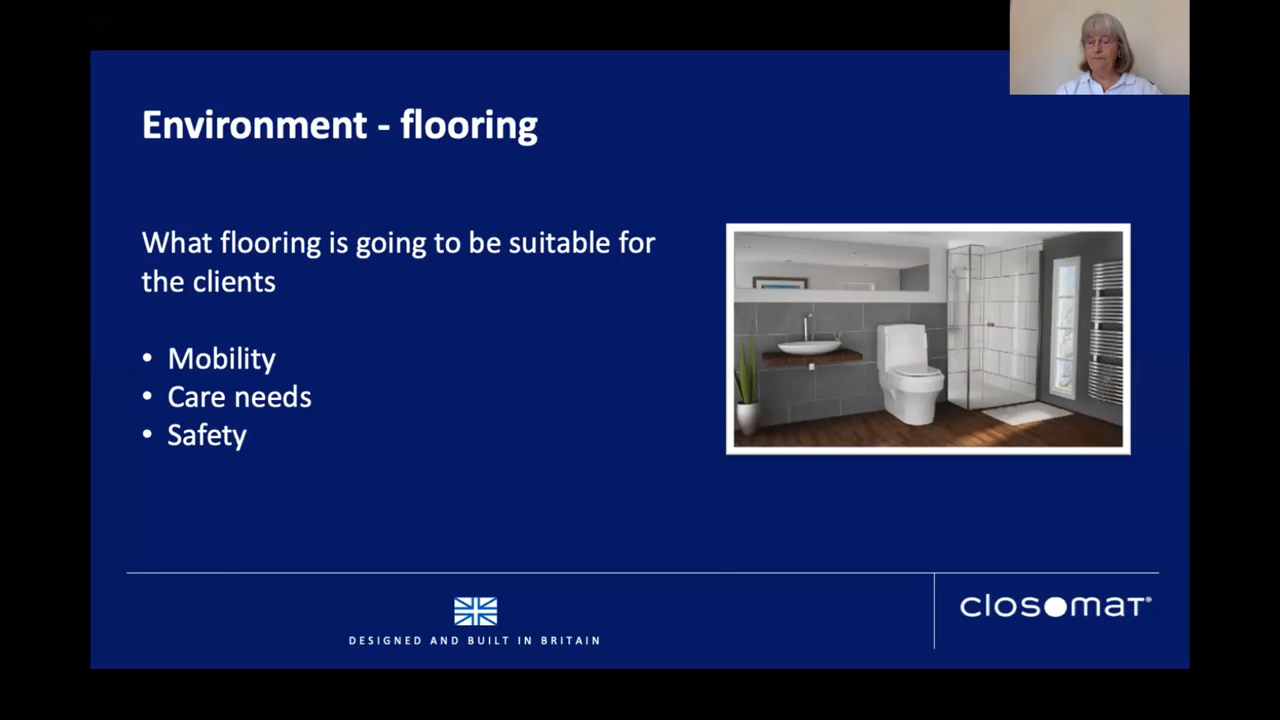 Environment - flooring
What flooring is going to be suitable for
the clients
• Mobility
• Care needs
• Safety
DESIGNED AND BUILT IN BRITAIN
closomat®